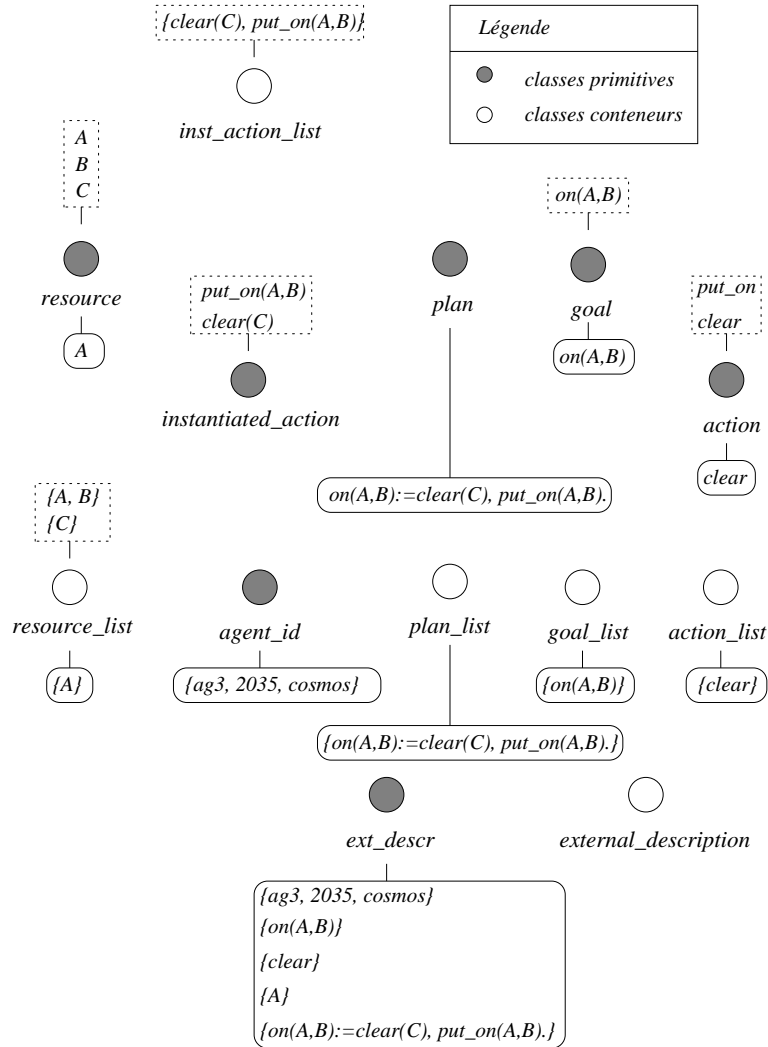 {clear(C), put_on(A,B)}
inst_action_list
Légende
classes primitives
classes conteneurs
A
B
C
resource
A
put_on(A,B)
clear(C)
instantiated_action
plan
on(A,B):=clear(C), put_on(A,B).
on(A,B)
goal
on(A,B)
put_on
clear
action
clear
{A, B}
{C}
resource_list
{A}
agent_id
{ag3, 2035, cosmos}
plan_list
{on(A,B):=clear(C), put_on(A,B).}
goal_list
{on(A,B)}
action_list
{clear}
ext_descr
{ag3, 2035, cosmos}
{on(A,B)}
{clear}
{A}
{on(A,B):=clear(C), put_on(A,B).}
external_description